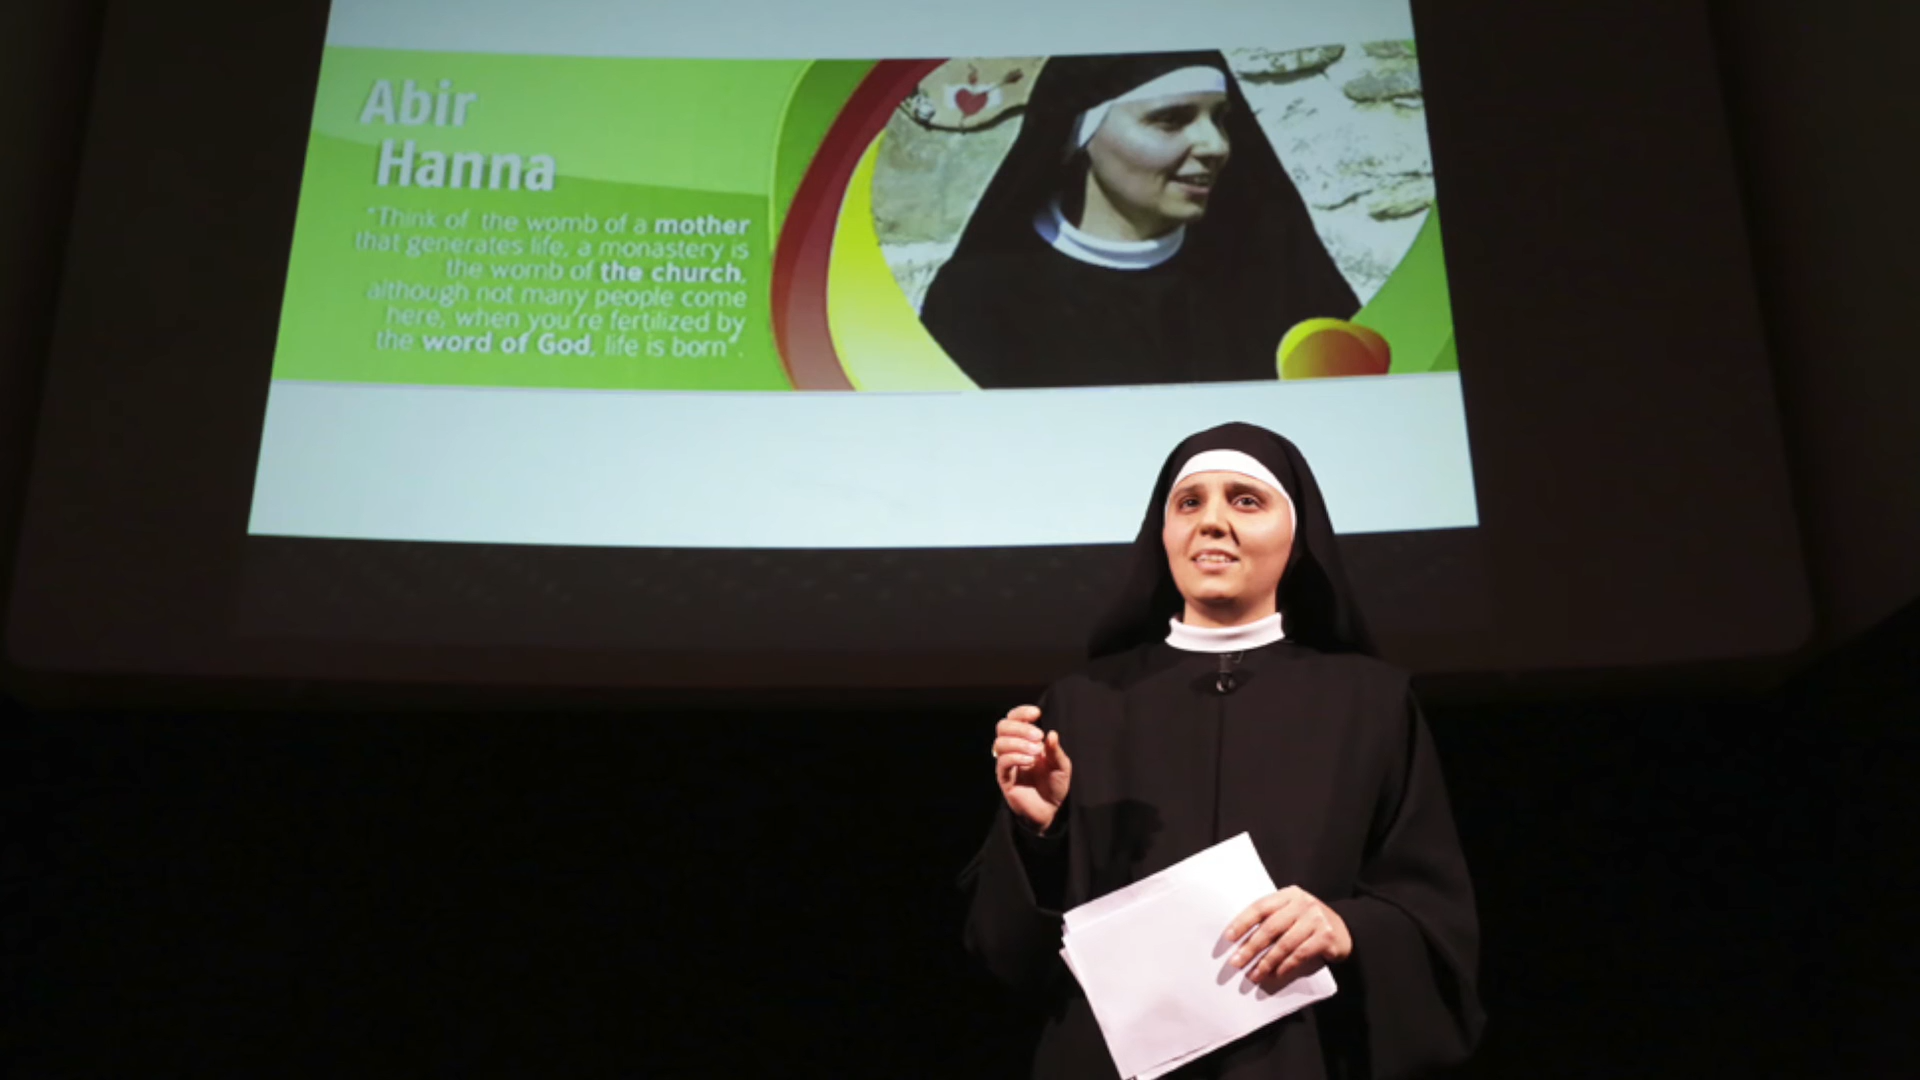 Abir
Hanna
"Think of the womb of a mother
that generates life, a monastery is
the womb of the church,
although not many people come
here, when you're fertilized by
the word of God, life is born".